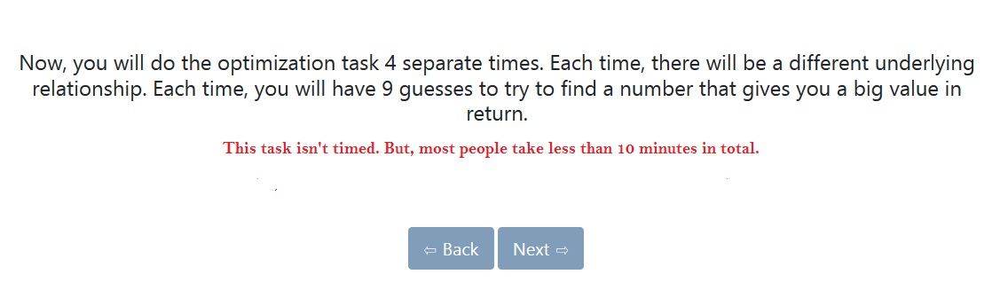 Now, you will do the optimization task 4 separate times. Each time, there will be a different underlying
relationship. Each time, you will have 9 guesses to try to find a number that gives you a big value in
return.
This task isn't timed. But, most people take less than 10 minutes in total.
⇦ Back
Next ⇨